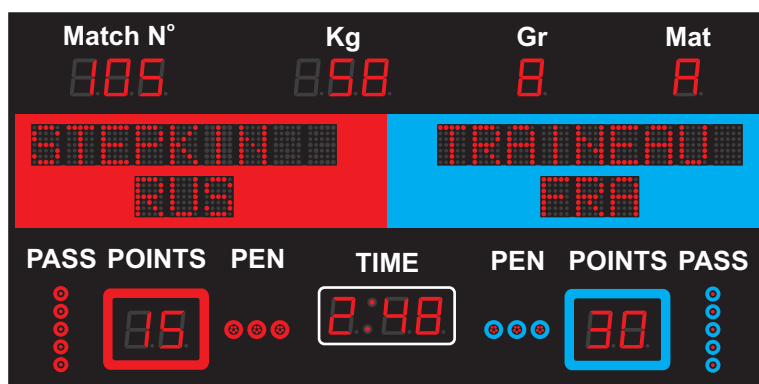 Match N° Kg Gr Mat
105 58 8 A
STEPKIN TRAINEAU
RUS FRA
PASS POINTS PEN TIME PEN POINTS PASS
15 2:48 30